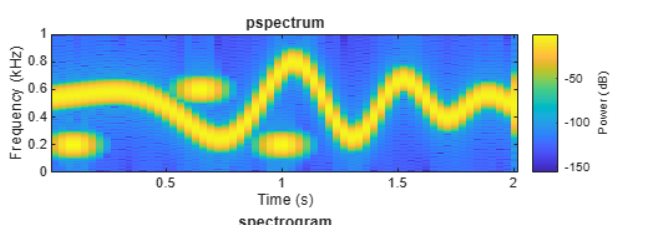 pspectrum
1
0.8
0.6
0.4
0.2
0
Frequency (kHz)
0.5
1
1.5
2
Time (s)
-50
-100
-150
Power (dB)
spectrogram